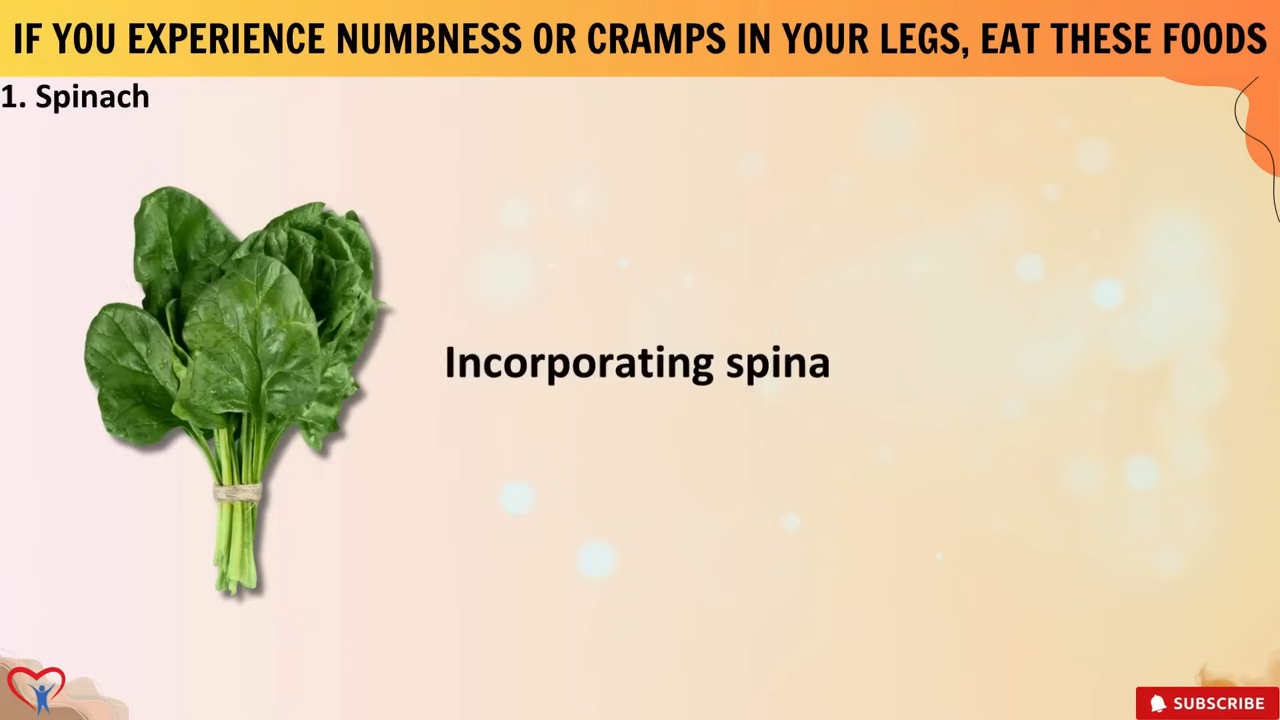 IF YOU EXPERIENCE NUMBNESS OR CRAMPS IN YOUR LEGS, EAT THESE FOODS
1. Spinach
Incorporating spina
SUBSCRIBE